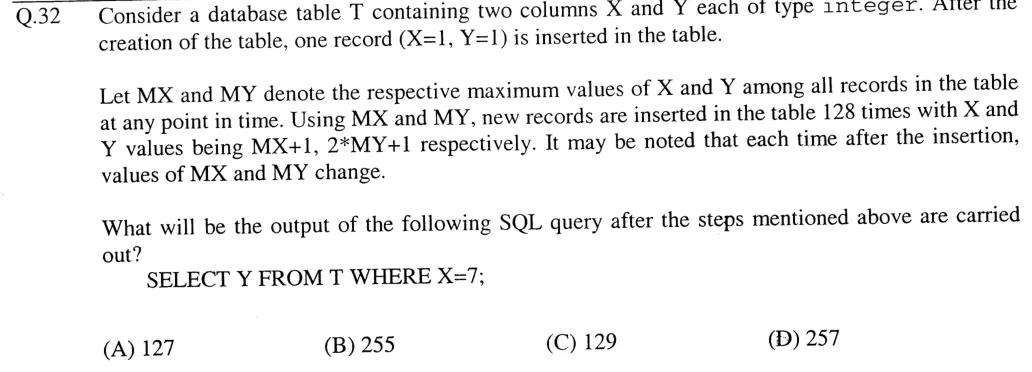 Q.32 Consider a database table T containing two columns X and Y each of type integer. After the
creation of the table, one record (X=1, Y=1) is inserted in the table.
Let MX and MY denote the respective maximum values of X and Y among all records in the table
at any point in time. Using MX and MY, new records are inserted in the table 128 times with X and
Y values being MX+1, 2*MY+1 respectively. It may be noted that each time after the insertion,
values of MX and MY change.
What will be the output of the following SQL query after the steps mentioned above are carried
out?
SELECT Y FROM T WHERE X=7;
(A) 127 (B) 255 (C) 129 (D) 257